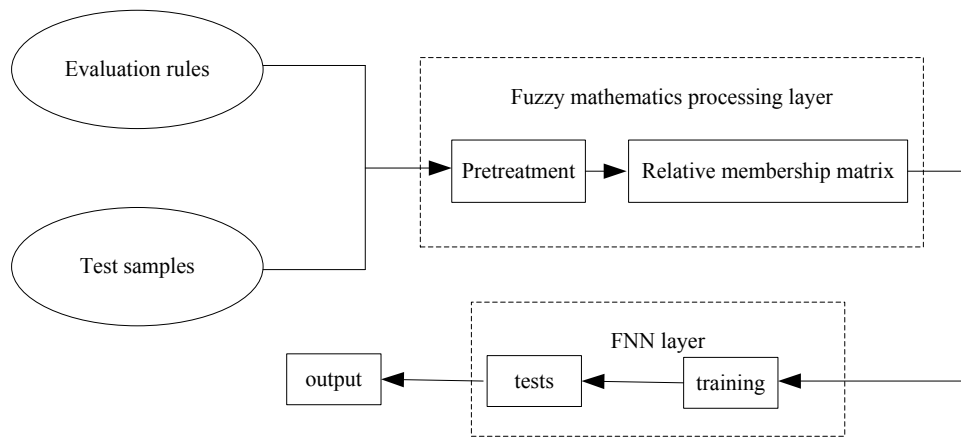 Evaluation rules
Fuzzy mathematics processing layer
Pretreatment
Relative membership matrix
Test samples
FNN layer
output
tests
training